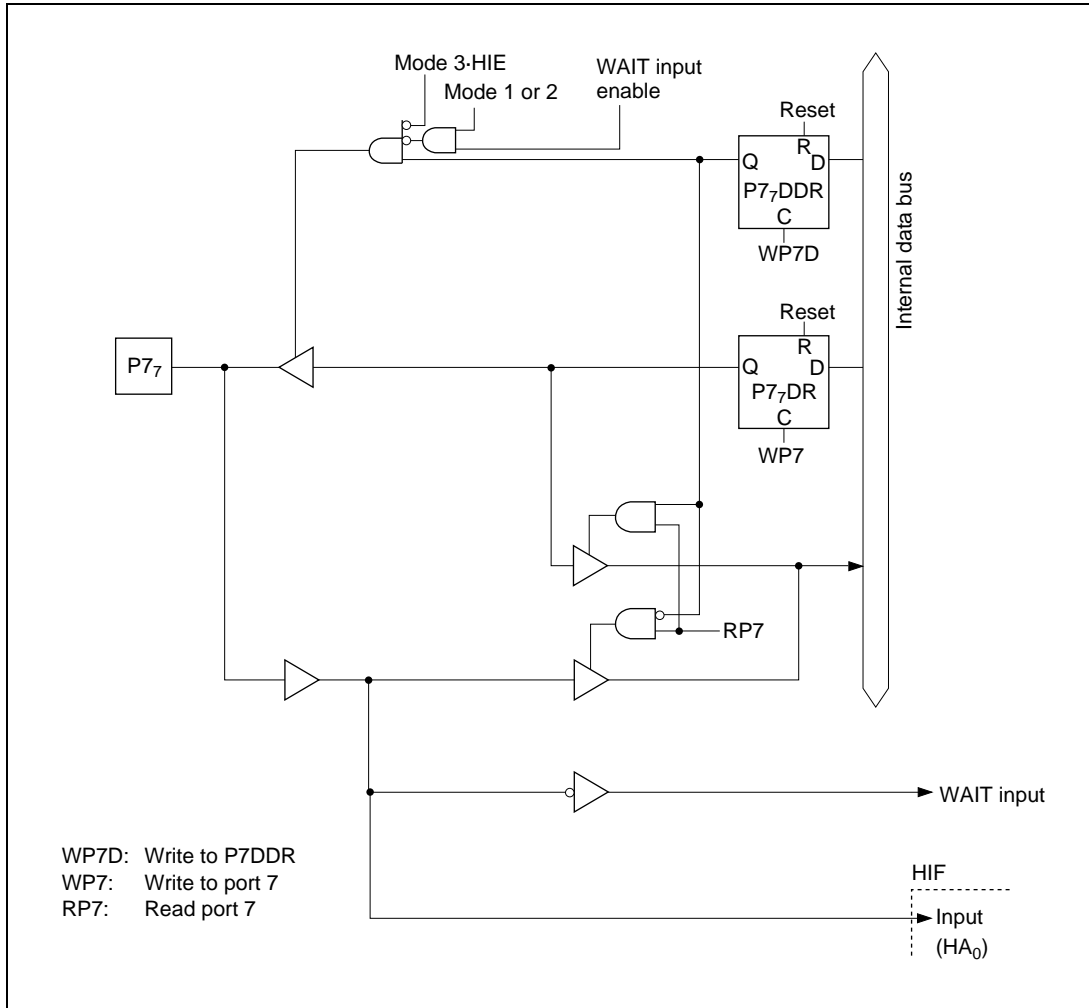 Mode 3·HIE
Mode 1 or 2
WAIT input
enable
Reset
R
Q D
P7₇DDR
C
WP7D
Internal data bus
Reset
R
P7₇
Q D
P7₇DR
C
WP7
RP7
WAIT input
WP7D: Write to P7DDR
WP7: Write to port 7
RP7: Read port 7
HIF
Input
(HA₀)